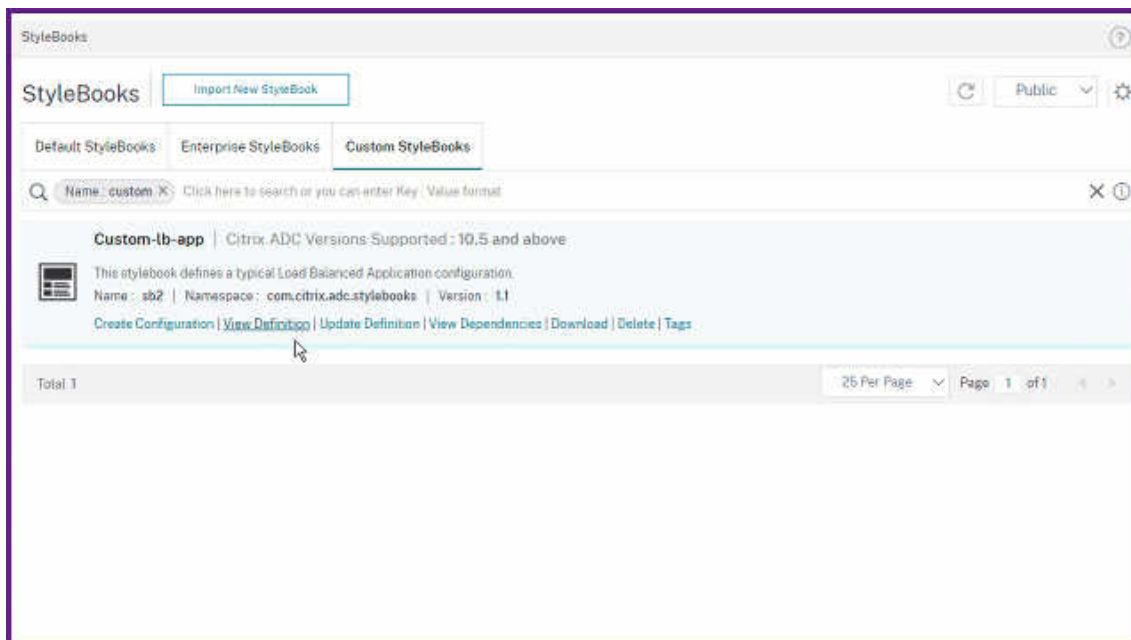 StyleBooks
StyleBooks
Import New StyleBook
Public
Default StyleBooks Enterprise StyleBooks Custom StyleBooks
Name : custom X Click here to search or you can enter Key : Value format
Custom-lb-app | Citrix ADC Versions Supported : 10.5 and above
This stylebook defines a typical Load Balanced Application configuration.
Name : sb2 | Namespace : com.citrix.adc.stylebooks | Version : 1.1
Create Configuration | View Definition | Update Definition | View Dependencies | Download | Delete | Tags
Total 1 25 Per Page Page 1 of 1